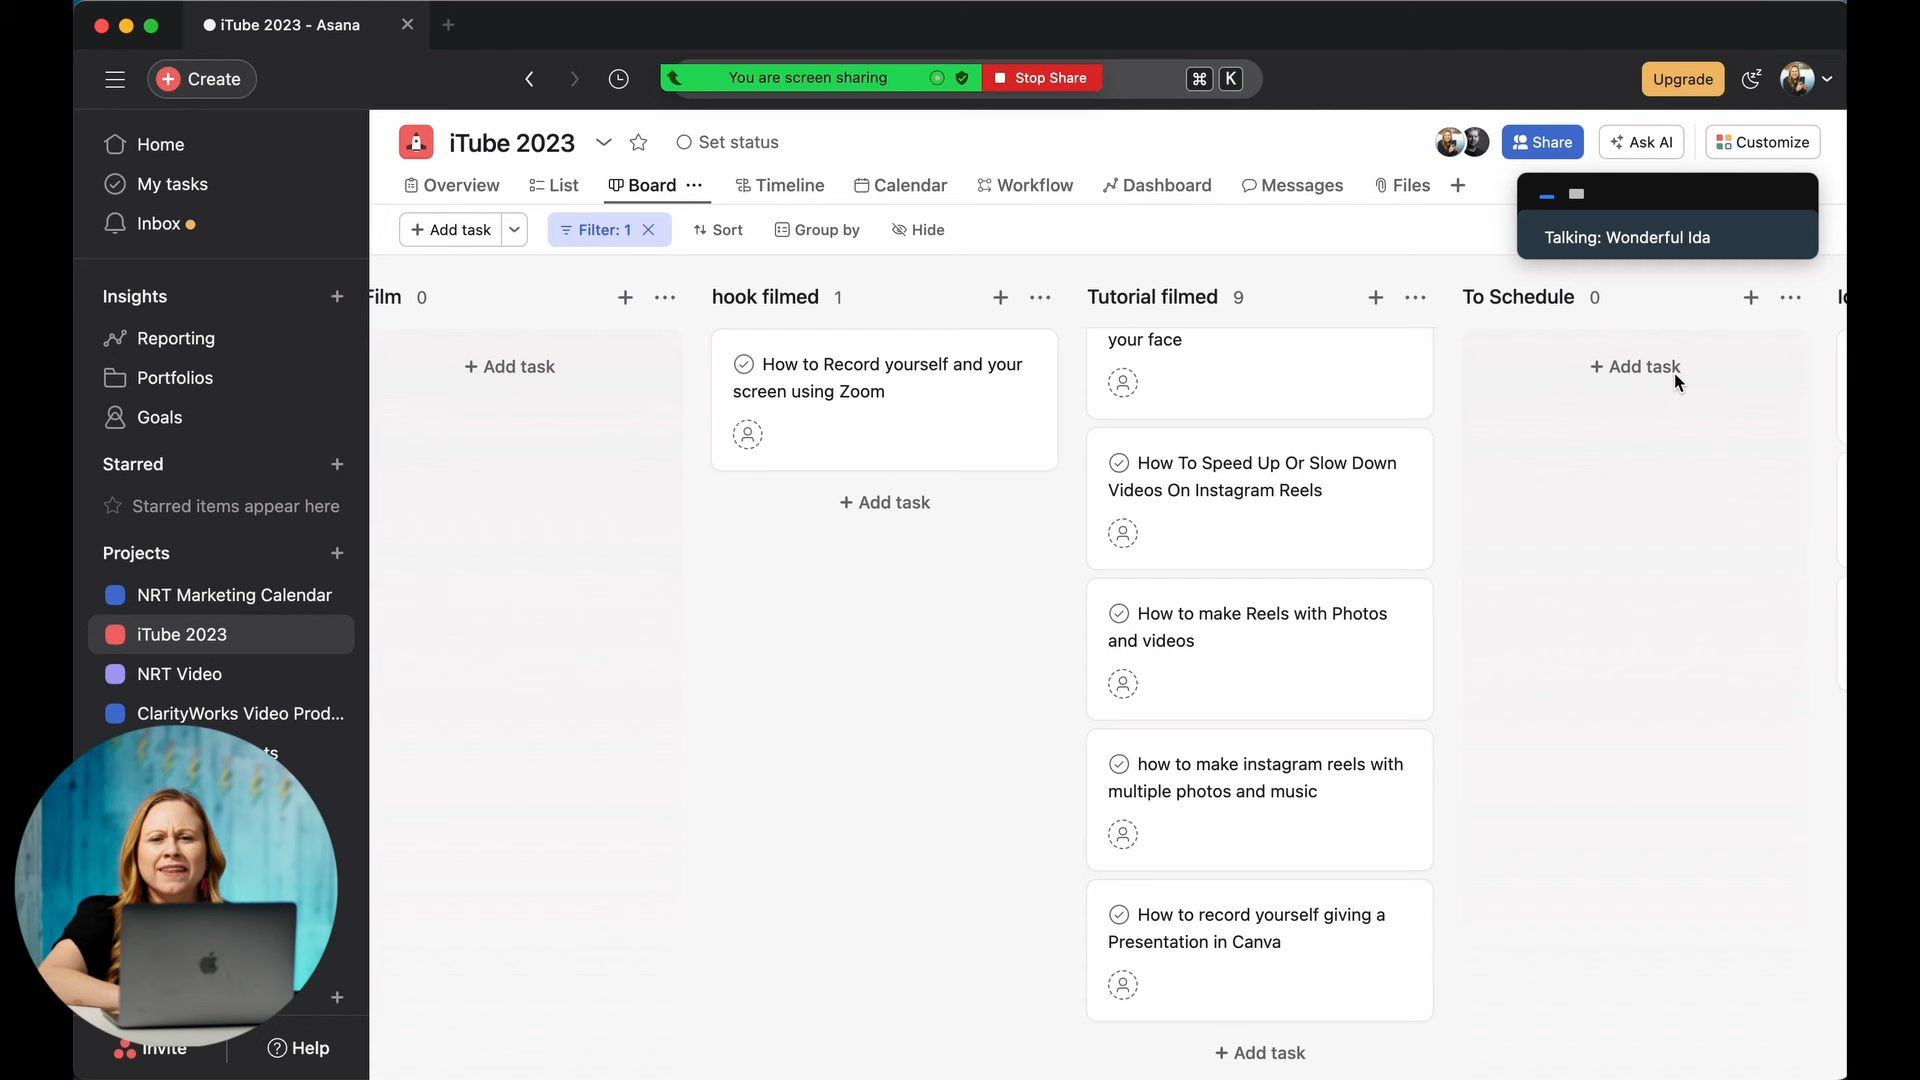 iTube 2023 - Asana
Create
You are screen sharing
Stop Share
⌘ K
Upgrade
Home
My tasks
Inbox
Insights
Reporting
Portfolios
Goals
Starred
Starred items appear here
Projects
NRT Marketing Calendar
iTube 2023
NRT Video
ClarityWorks Video Prod...
ts
Invite
Help
iTube 2023
Set status
Share
Ask AI
Customize
Overview
List
Board
Timeline
Calendar
Workflow
Dashboard
Messages
Files
Talking: Wonderful Ida
+ Add task
Filter: 1
Sort
Group by
Hide
Film 0
+ Add task
hook filmed 1
How to Record yourself and your
screen using Zoom
+ Add task
Tutorial filmed 9
your face
How To Speed Up Or Slow Down
Videos On Instagram Reels
How to make Reels with Photos
and videos
how to make instagram reels with
multiple photos and music
How to record yourself giving a
Presentation in Canva
+ Add task
To Schedule 0
+ Add task